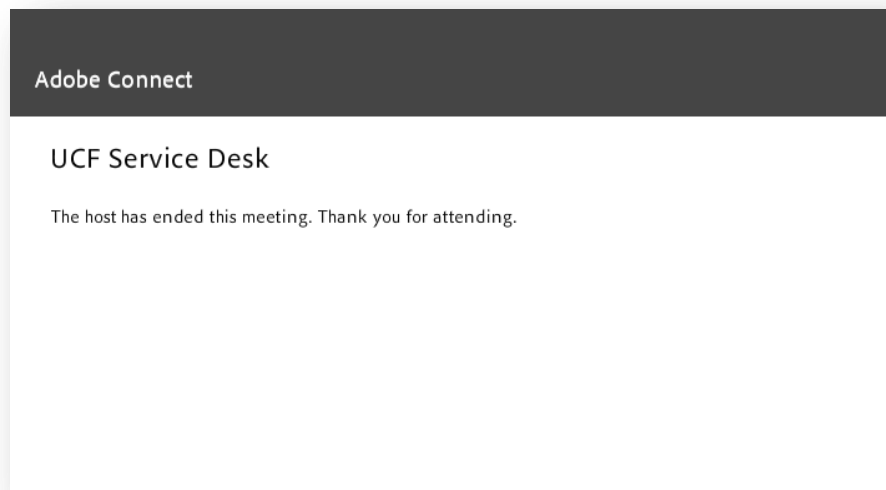 Adobe Connect
UCF Service Desk
The host has ended this meeting. Thank you for attending.